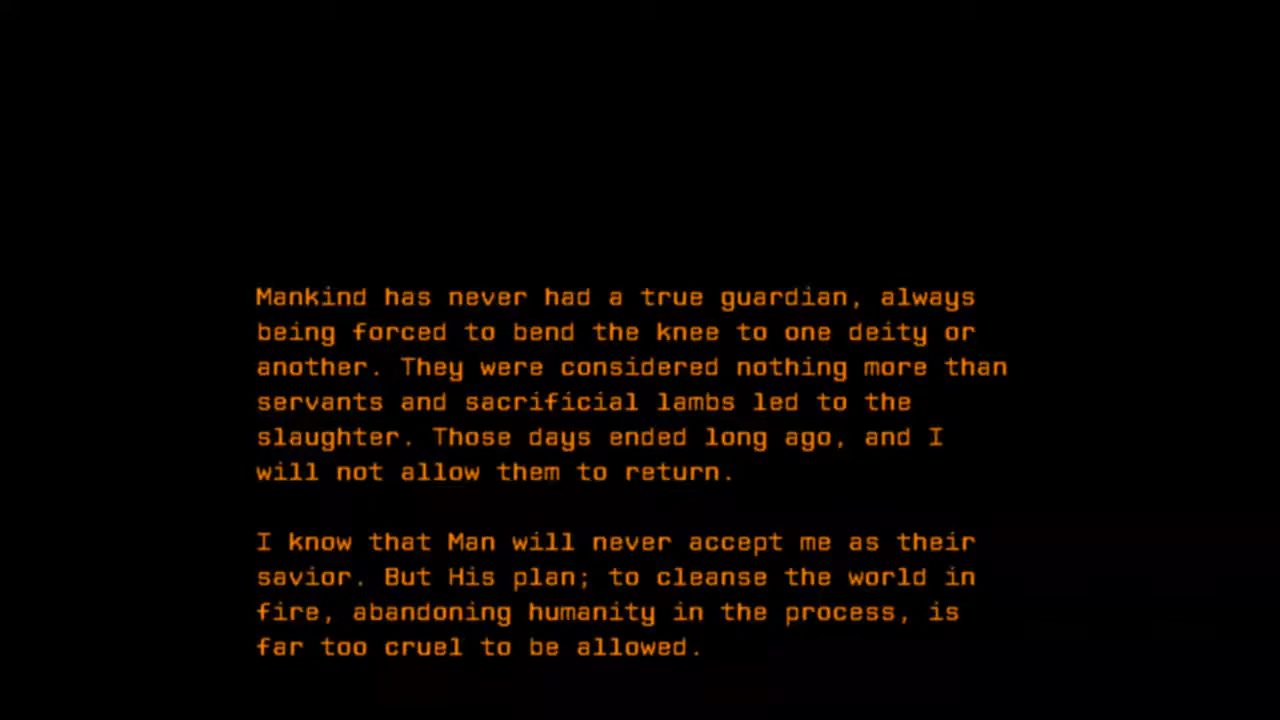 Mankind has never had a true guardian, always
being forced to bend the knee to one deity or
another. They were considered nothing more than
servants and sacrificial lambs led to the
slaughter. Those days ended long ago, and I
will not allow them to return.
I know that Man will never accept me as their
savior. But His plan; to cleanse the world in
fire, abandoning humanity in the process, is
far too cruel to be allowed.